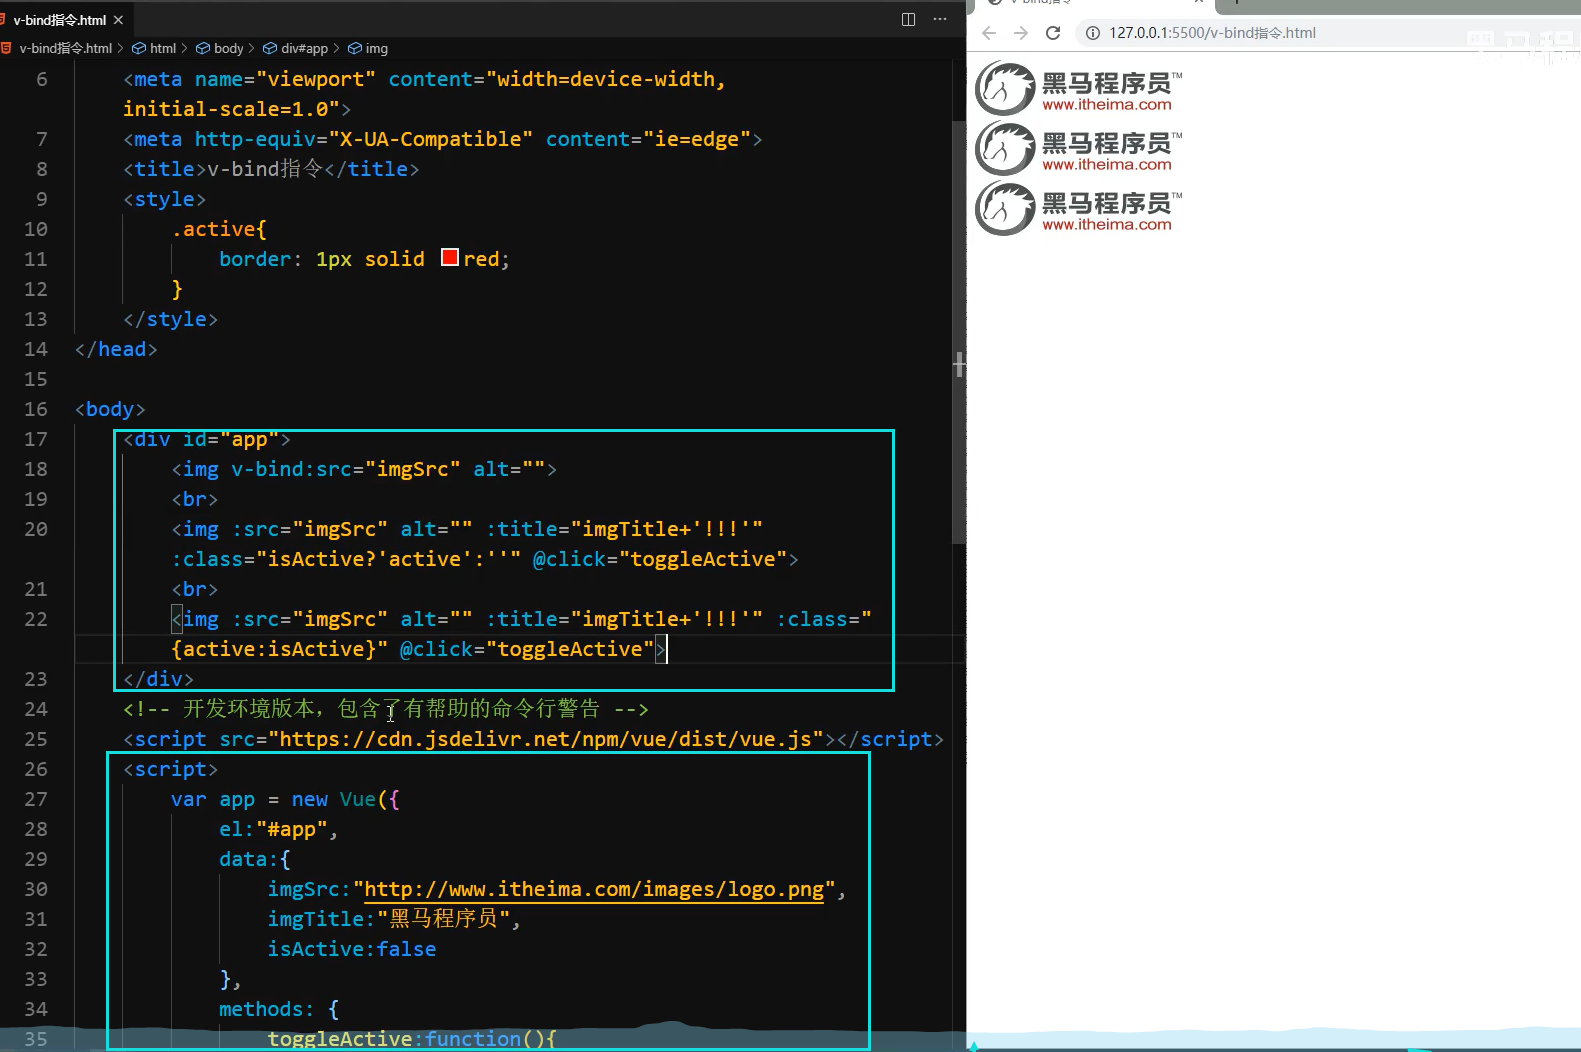 v-bind指令.html
v-bind指令.html > html > body > div#app > img
6 <meta name="viewport" content="width=device-width,
initial-scale=1.0">
7 <meta http-equiv="X-UA-Compatible" content="ie=edge">
8 <title>v-bind指令</title>
9 <style>
10 .active{
11 border: 1px solid red;
12 }
13 </style>
14 </head>
15
16 <body>
17 <div id="app">
18 <img v-bind:src="imgSrc" alt="">
19 <br>
20 <img :src="imgSrc" alt="" :title="imgTitle+'!!!'"
:class="isActive?'active':''" @click="toggleActive">
21 <br>
22 <img :src="imgSrc" alt="" :title="imgTitle+'!!!'" :class="
{active:isActive}" @click="toggleActive">
23 </div>
24 <!-- 开发环境版本，包含了有帮助的命令行警告 -->
25 <script src="https://cdn.jsdelivr.net/npm/vue/dist/vue.js"></script>
26 <script>
27 var app = new Vue({
28 el:"#app",
29 data:{
30 imgSrc:"http://www.itheima.com/images/logo.png",
31 imgTitle:"黑马程序员",
32 isActive:false
33 },
34 methods: {
35 toggleActive:function(){
127.0.0.1:5500/v-bind指令.html
黑马程序员™
www.itheima.com
黑马程序员™
www.itheima.com
黑马程序员™
www.itheima.com